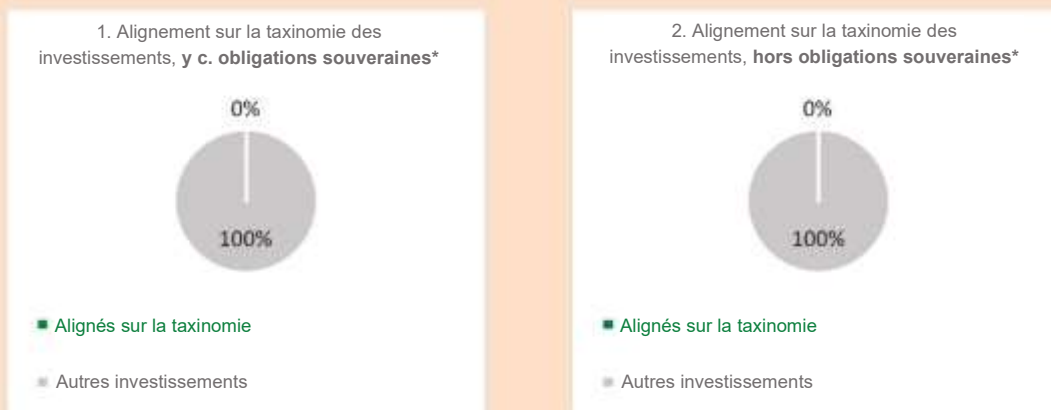 1. Alignement sur la taxinomie des
investissements, y c. obligations souveraines*
0%
100%
Alignés sur la taxinomie
Autres investissements
2. Alignement sur la taxinomie des
investissements, hors obligations souveraines*
0%
100%
Alignés sur la taxinomie
Autres investissements